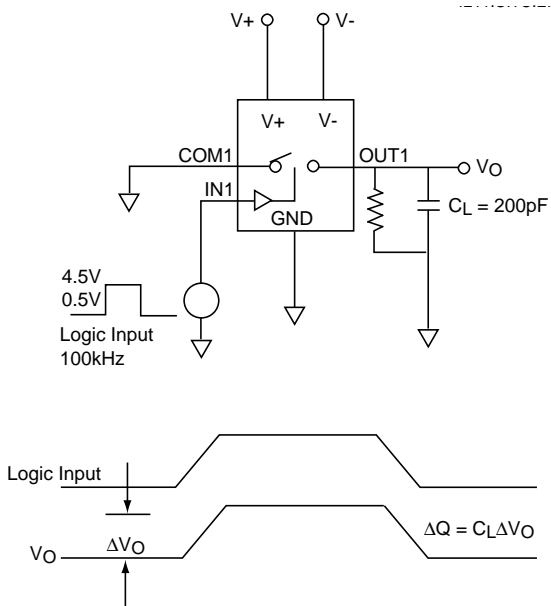 V+ V-
V+ V-
COM1 OUT1 VO
IN1
GND CL = 200pF
4.5V
0.5V
Logic Input
100kHz
Logic Input
ΔVO ΔQ = CLΔVO
VO